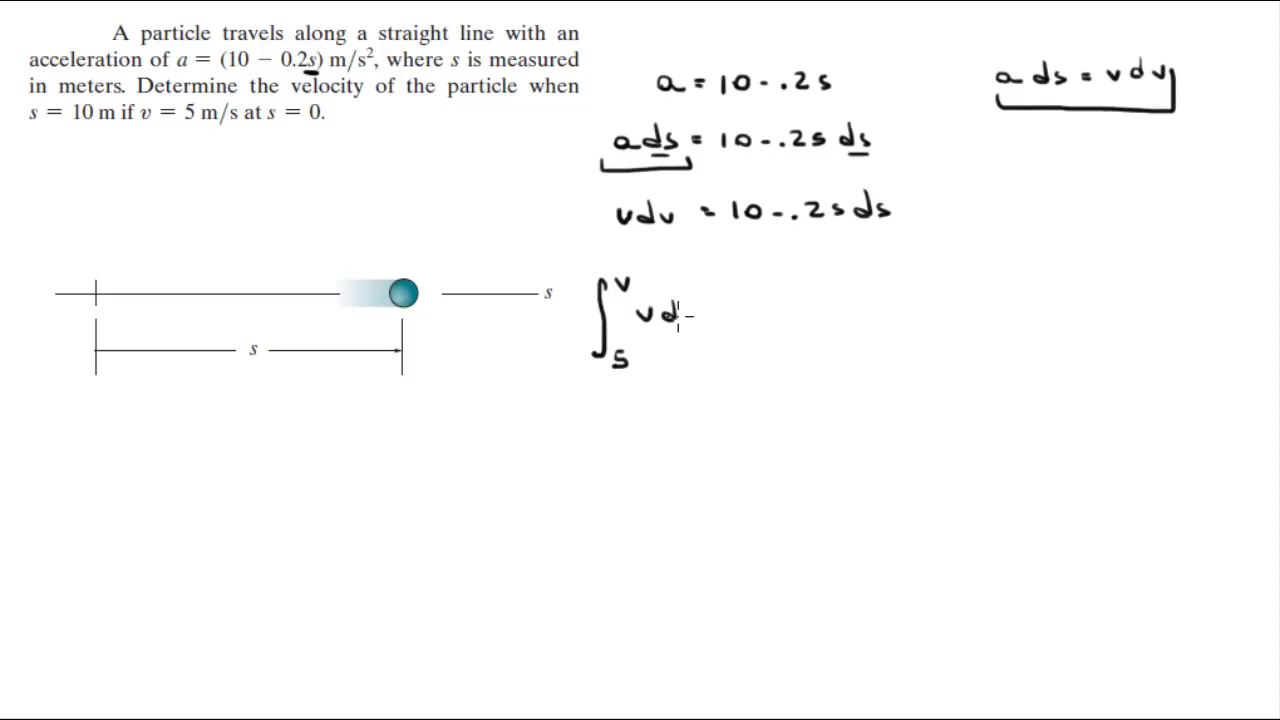 A particle travels along a straight line with an
acceleration of a = (10 − 0.2s) m/s², where s is measured
in meters. Determine the velocity of the particle when
s = 10 m if v = 5 m/s at s = 0.
a = 10 - .2s
a ds = v dv
a ds = 10 - .2s ds
v dv = 10 - .2s ds
s
s
∫ v
v d
5